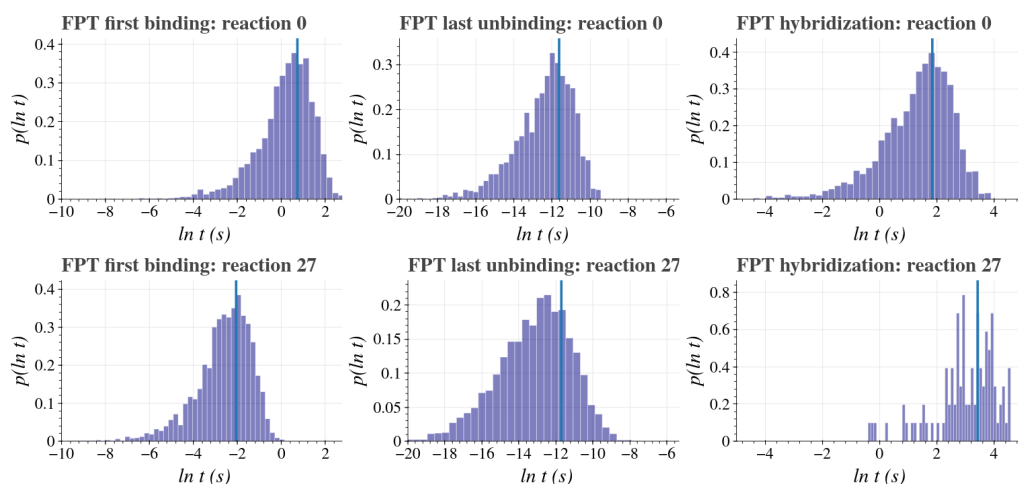 FPT first binding: reaction 0
0.4
0.3
0.2
0.1
0
p(ln t)
−10 −8 −6 −4 −2 0 2
ln t (s)
FPT last unbinding: reaction 0
0.3
0.2
0.1
0
p(ln t)
−20 −18 −16 −14 −12 −10 −8 −6
ln t (s)
FPT hybridization: reaction 0
0.4
0.3
0.2
0.1
0
p(ln t)
−4 −2 0 2 4
ln t (s)
FPT first binding: reaction 27
0.4
0.3
0.2
0.1
0
p(ln t)
−10 −8 −6 −4 −2 0 2
ln t (s)
FPT last unbinding: reaction 27
0.2
0.15
0.1
0.05
0
p(ln t)
−20 −18 −16 −14 −12 −10 −8 −6
ln t (s)
FPT hybridization: reaction 27
0.8
0.6
0.4
0.2
0
p(ln t)
−4 −2 0 2 4
ln t (s)